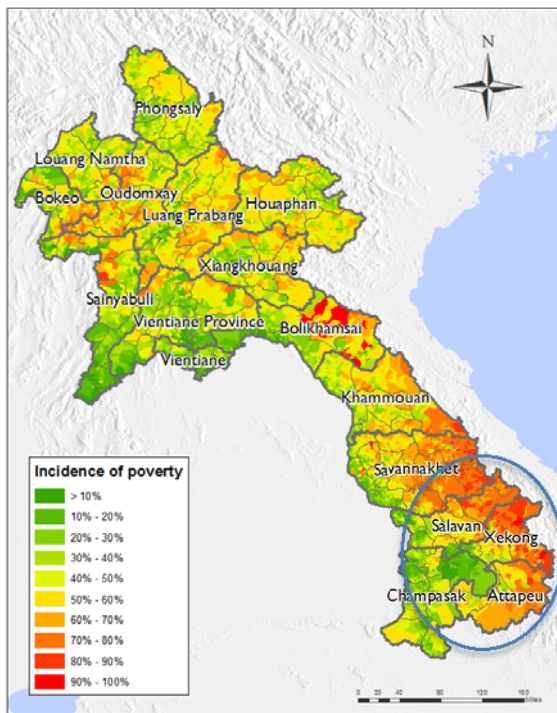 N
Phongsaly
Louang Namtha
Bokeo
Oudomxay
Luang Prabang
Houaphan
Xiangkhouang
Sainyabuli
Vientiane Province
Bolikhamsai
Vientiane
Khammouan
Savannakhet
Salavan
Xekong
Champasak
Attapeu
Incidence of poverty
> 10%
10% - 20%
20% - 30%
30% - 40%
40% - 50%
50% - 60%
60% - 70%
70% - 80%
80% - 90%
90% - 100%
0 20 40 80 120 160
Miles